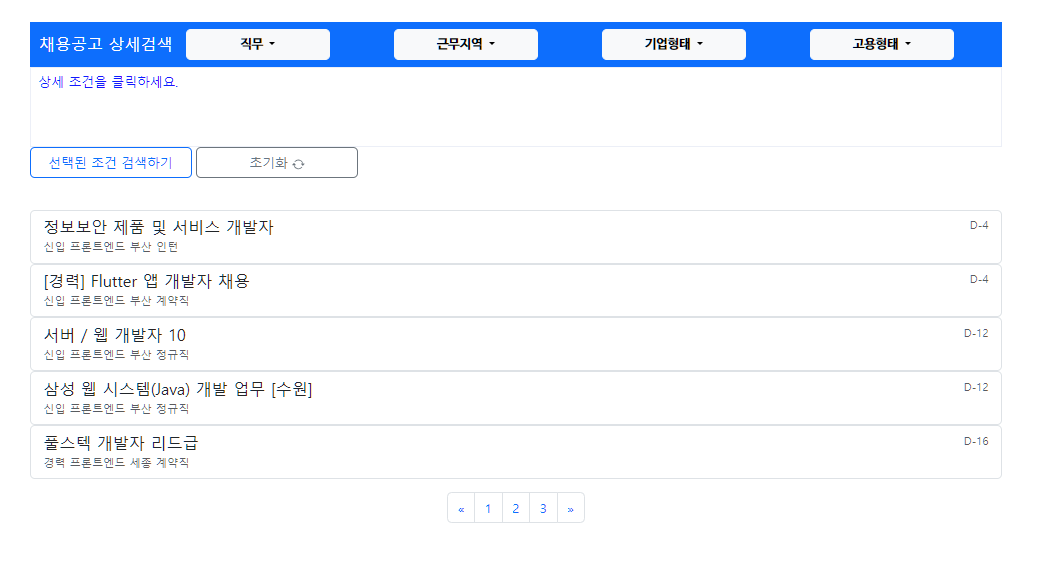 채용공고 상세검색 직무 근무지역 기업형태 고용형태
상세 조건을 클릭하세요.
선택된 조건 검색하기 초기화
정보보안 제품 및 서비스 개발자 D-4
신입 프론트엔드 부산 인턴
[경력] Flutter 앱 개발자 채용 D-4
신입 프론트엔드 부산 계약직
서버 / 웹 개발자 10 D-12
신입 프론트엔드 부산 정규직
삼성 웹 시스템(Java) 개발 업무 [수원] D-12
신입 프론트엔드 부산 정규직
풀스텍 개발자 리드급 D-16
경력 프론트엔드 세종 계약직
« 1 2 3 »